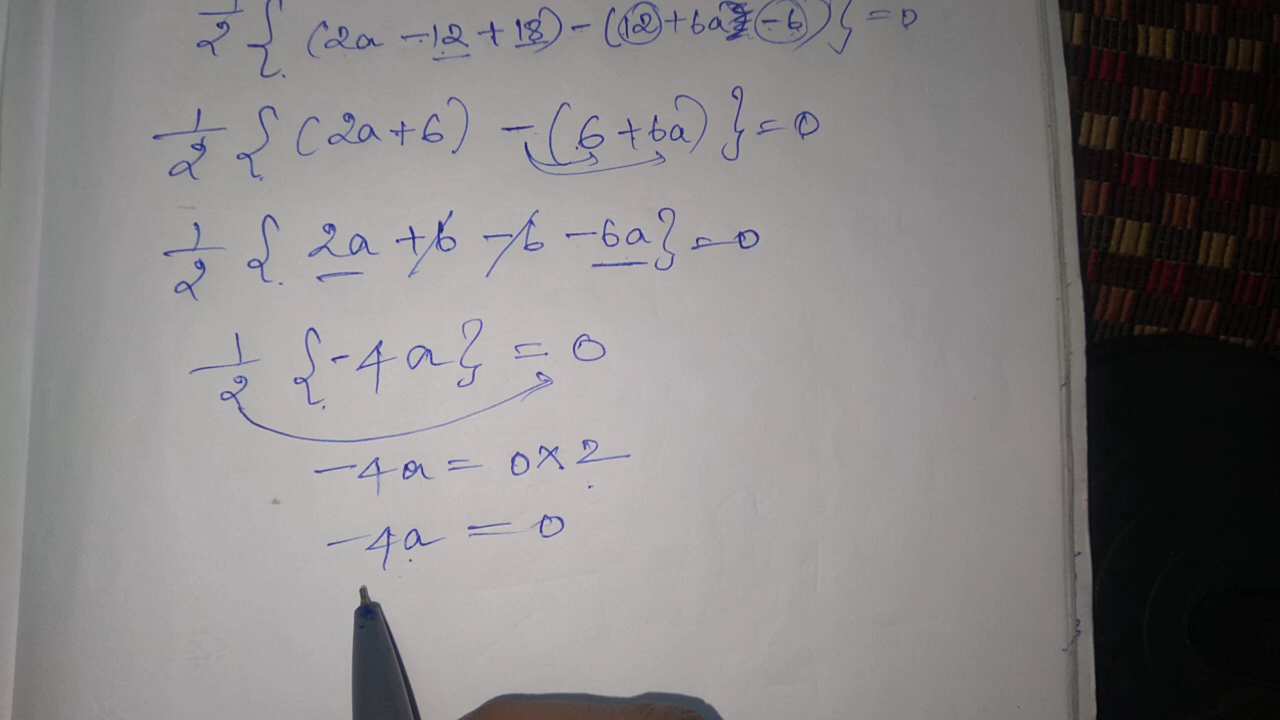 1/2 { (2a -12 + 18) - (12 + 6a -6) } = 0
1/2 { (2a+6) - (6+6a) } = 0
1/2 { 2a +6 -6 -6a } = 0
1/2 { -4a } = 0
-4a = 0×2
-4a = 0